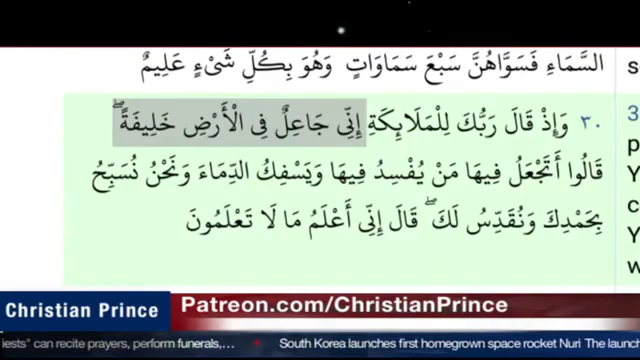 السَّمَاءِ فَسَوَّاهُنَّ سَبْعَ سَمَاوَاتٍ وَهُوَ بِكُلِّ شَيْءٍ عَلِيمٌ
٣٠ وَإِذْ قَالَ رَبُّكَ لِلْمَلَائِكَةِ إِنِّي جَاعِلٌ فِي الْأَرْضِ خَلِيفَةً ۖ
قَالُوا أَتَجْعَلُ فِيهَا مَنْ يُفْسِدُ فِيهَا وَيَسْفِكُ الدِّمَاءَ وَنَحْنُ نُسَبِّحُ
بِحَمْدِكَ وَنُقَدِّسُ لَكَ ۖ قَالَ إِنِّي أَعْلَمُ مَا لَا تَعْلَمُونَ
Christian Prince
Patreon.com/ChristianPrince
iests" can recite prayers, perform funerals,… South Korea launches first homegrown space rocket Nuri The launc